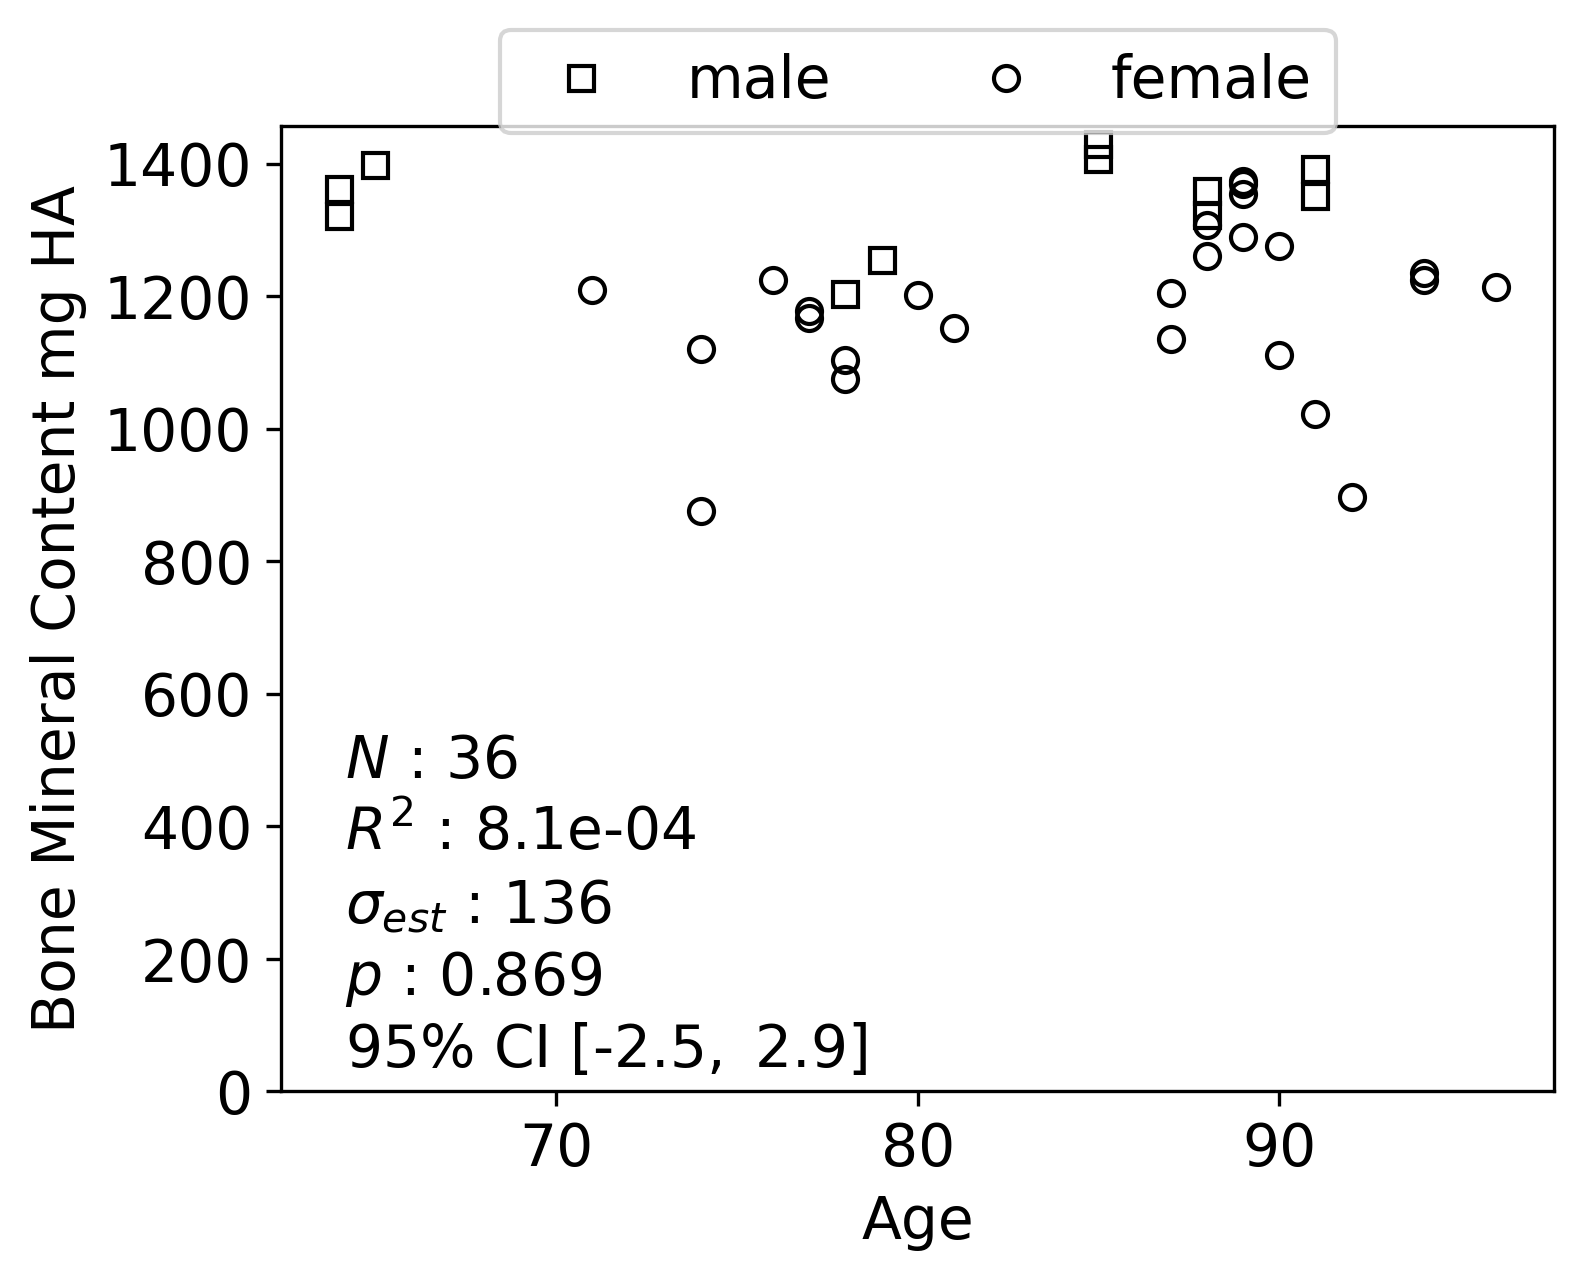 male female
1400
1200
1000
800
600
400
200
0
Bone Mineral Content mg HA
N : 36
R² : 8.1e-04
σest : 136
p : 0.869
95% CI [-2.5, 2.9]
70 80 90
Age